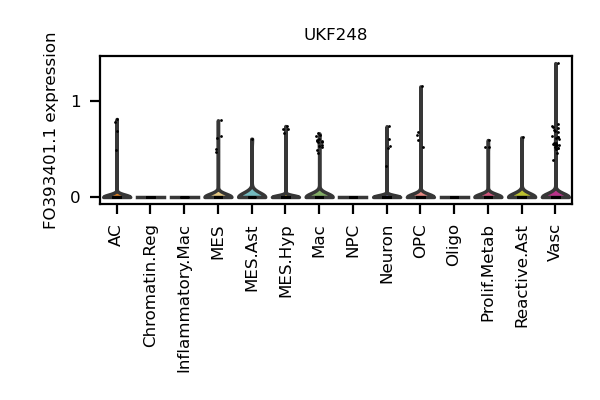 UKF248
FO393401.1 expression
1
0
AC
Chromatin.Reg
Inflammatory.Mac
MES
MES.Ast
MES.Hyp
Mac
NPC
Neuron
OPC
Oligo
Prolif.Metab
Reactive.Ast
Vasc